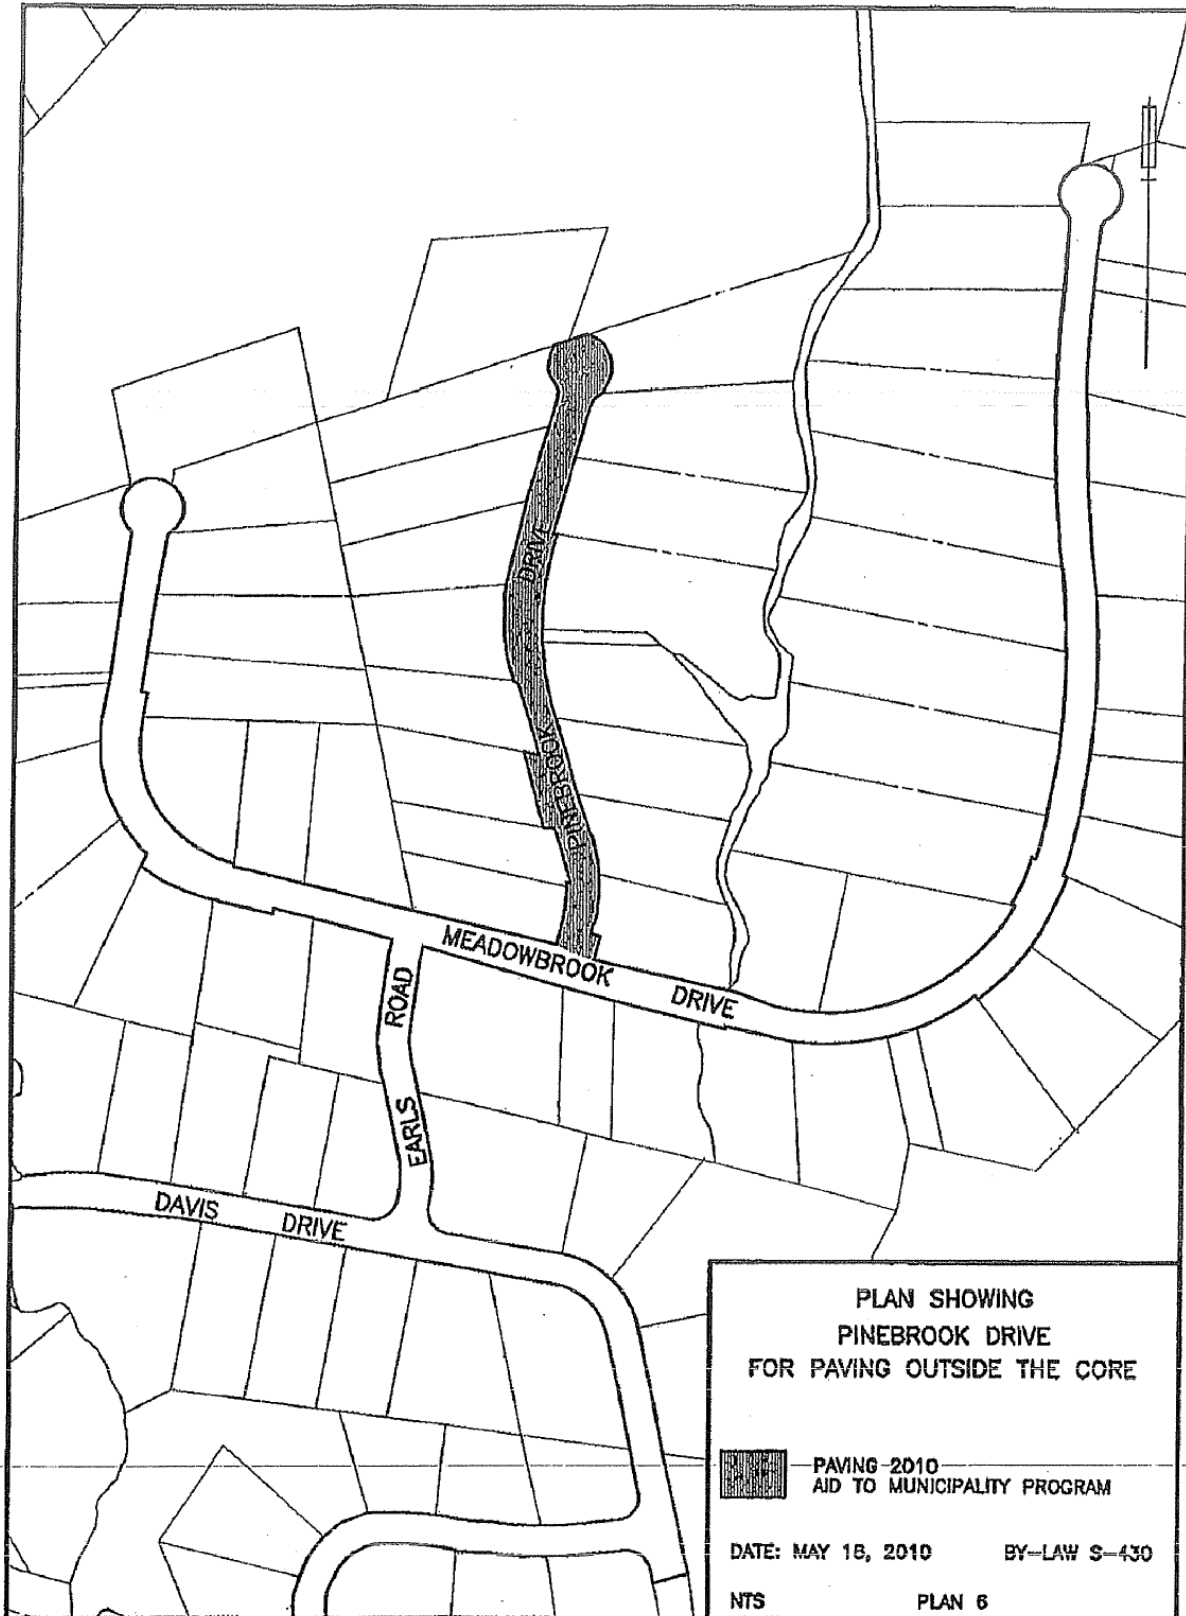 DRIVE
PINEBROOK
MEADOWBROOK DRIVE
ROAD
EARLS
DAVIS DRIVE
PLAN SHOWING
PINEBROOK DRIVE
FOR PAVING OUTSIDE THE CORE
PAVING 2010
AID TO MUNICIPALITY PROGRAM
DATE: MAY 18, 2010 BY-LAW S-430
NTS PLAN 6